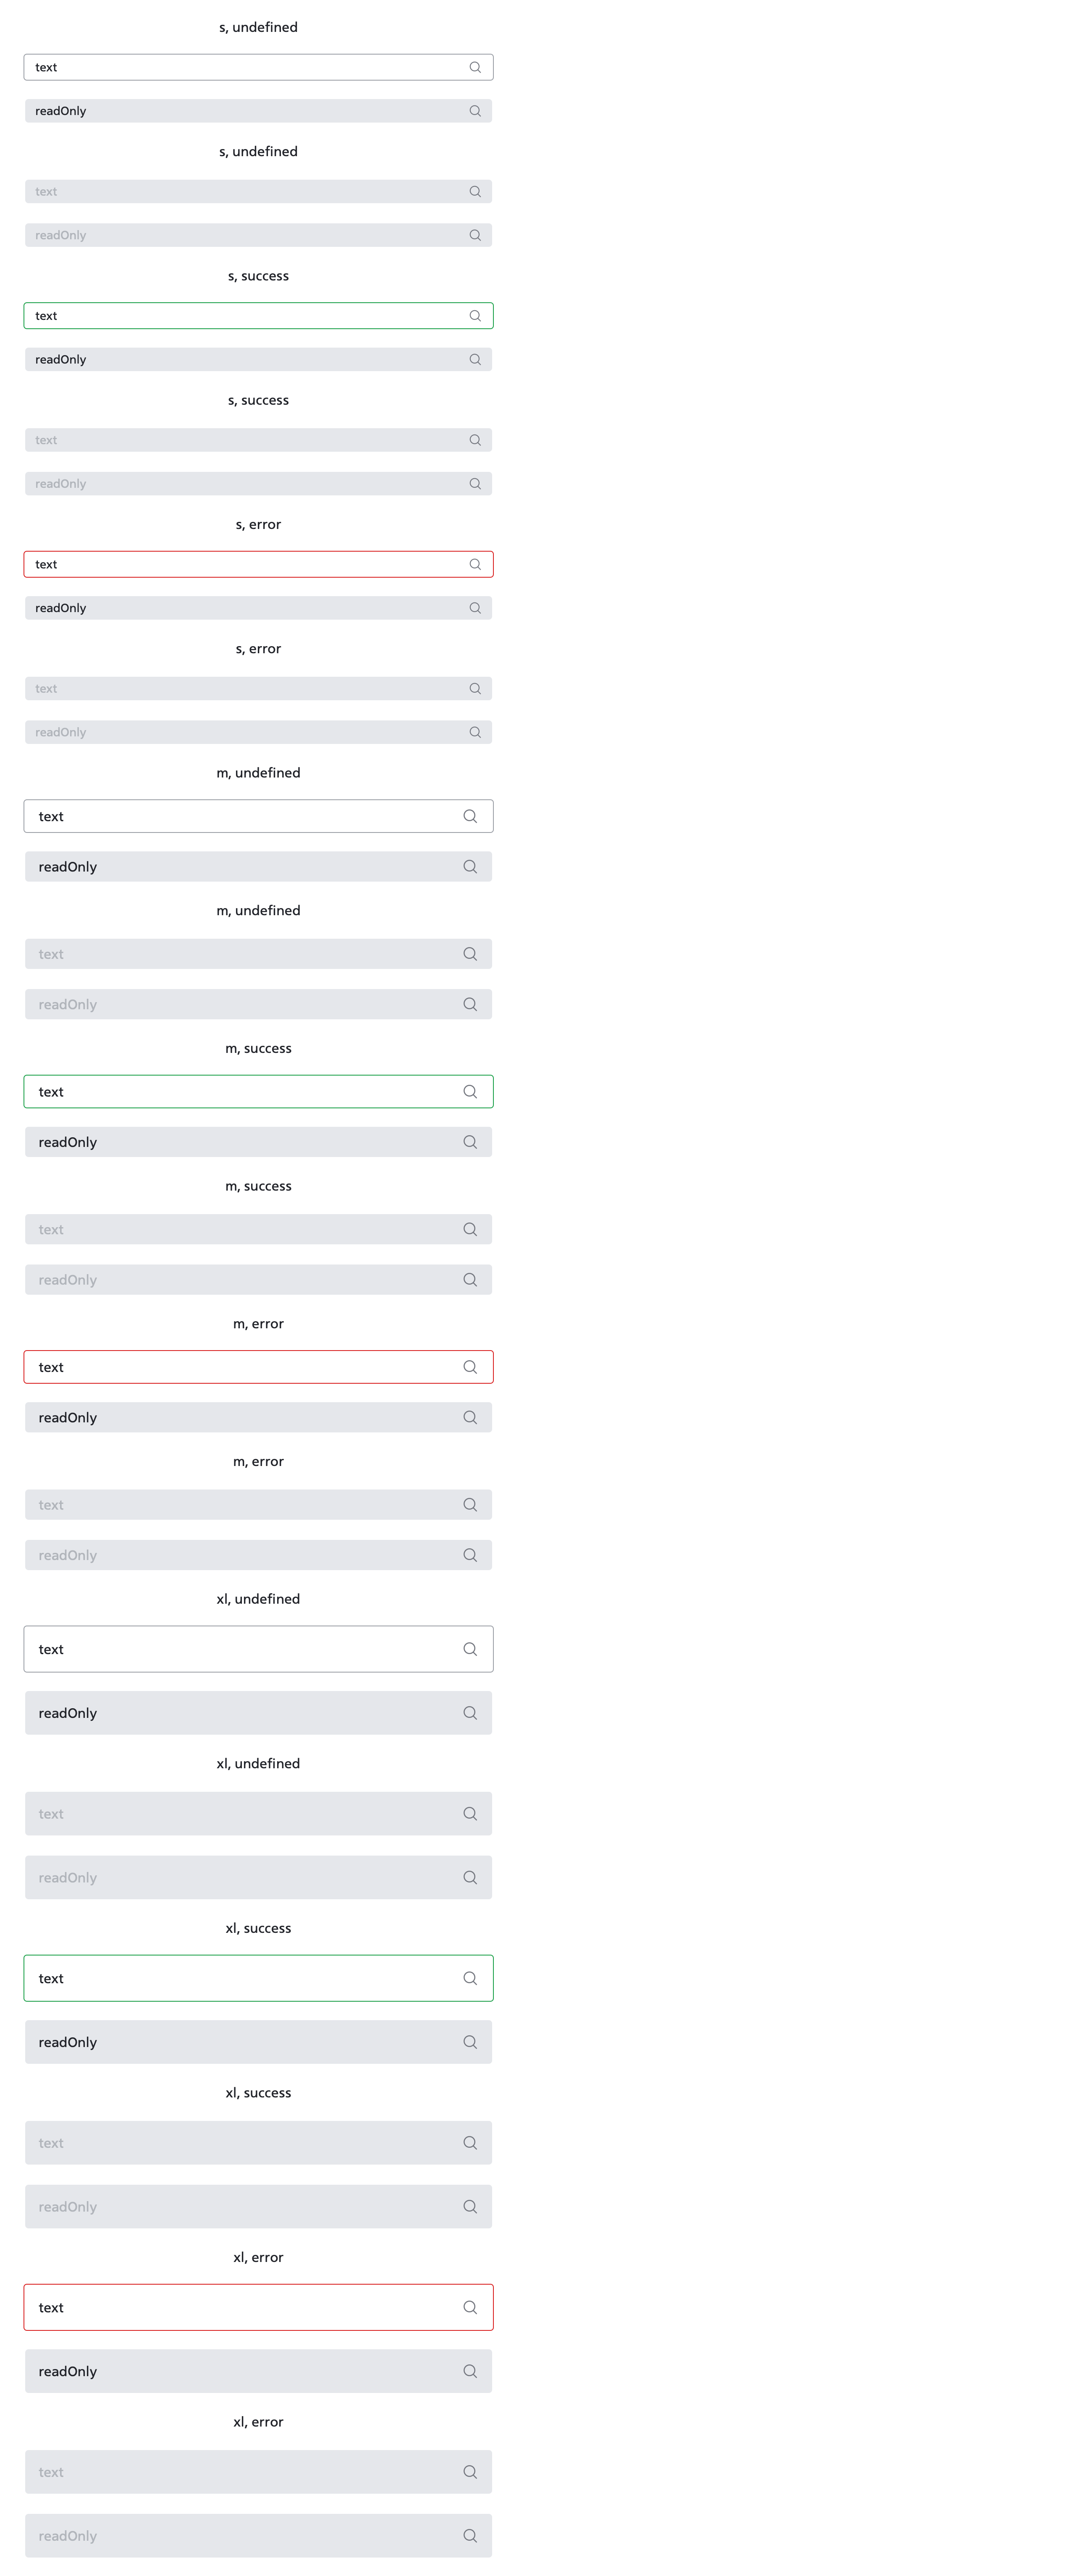 s, undefined
text
readOnly
s, undefined
text
readOnly
s, success
text
readOnly
s, success
text
readOnly
s, error
text
readOnly
s, error
text
readOnly
m, undefined
text
readOnly
m, undefined
text
readOnly
m, success
text
readOnly
m, success
text
readOnly
m, error
text
readOnly
m, error
text
readOnly
xl, undefined
text
readOnly
xl, undefined
text
readOnly
xl, success
text
readOnly
xl, success
text
readOnly
xl, error
text
readOnly
xl, error
text
readOnly